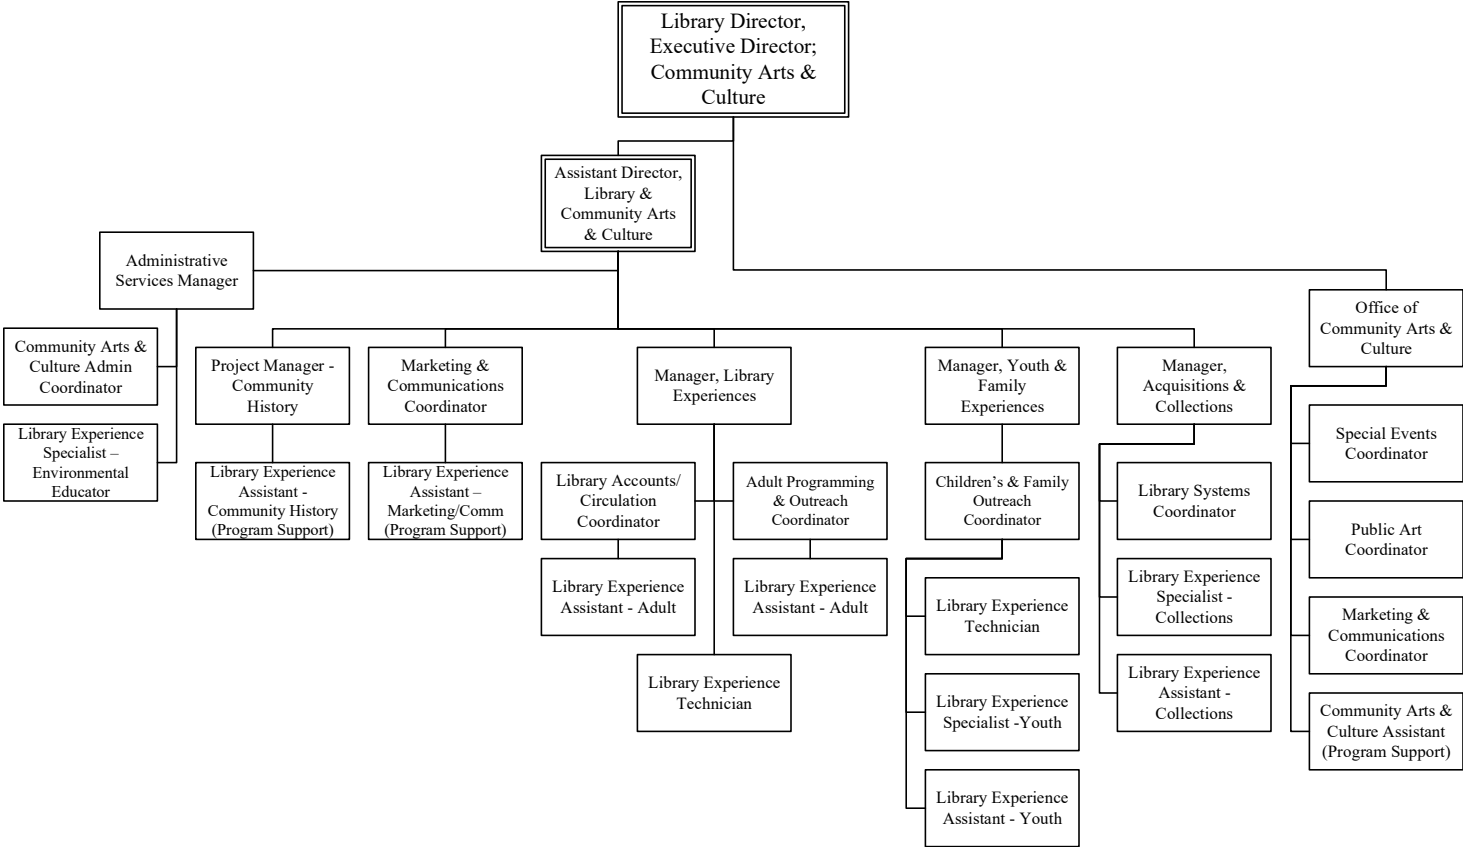 Library Director,
Executive Director;
Community Arts &
Culture
Assistant Director,
Library &
Community Arts
& Culture
Administrative
Services Manager
Community Arts &
Culture Admin
Coordinator
Library Experience
Specialist –
Environmental
Educator
Project Manager -
Community
History
Library Experience
Assistant -
Community History
(Program Support)
Marketing &
Communications
Coordinator
Library Experience
Assistant –
Marketing/Comm
(Program Support)
Manager, Library
Experiences
Library Accounts/
Circulation
Coordinator
Library Experience
Assistant - Adult
Adult Programming
& Outreach
Coordinator
Library Experience
Assistant - Adult
Library Experience
Technician
Manager, Youth &
Family
Experiences
Children’s & Family
Outreach
Coordinator
Library Experience
Technician
Library Experience
Specialist -Youth
Library Experience
Assistant - Youth
Manager,
Acquisitions &
Collections
Library Systems
Coordinator
Library Experience
Specialist -
Collections
Library Experience
Assistant -
Collections
Office of
Community Arts &
Culture
Special Events
Coordinator
Public Art
Coordinator
Marketing &
Communications
Coordinator
Community Arts &
Culture Assistant
(Program Support)